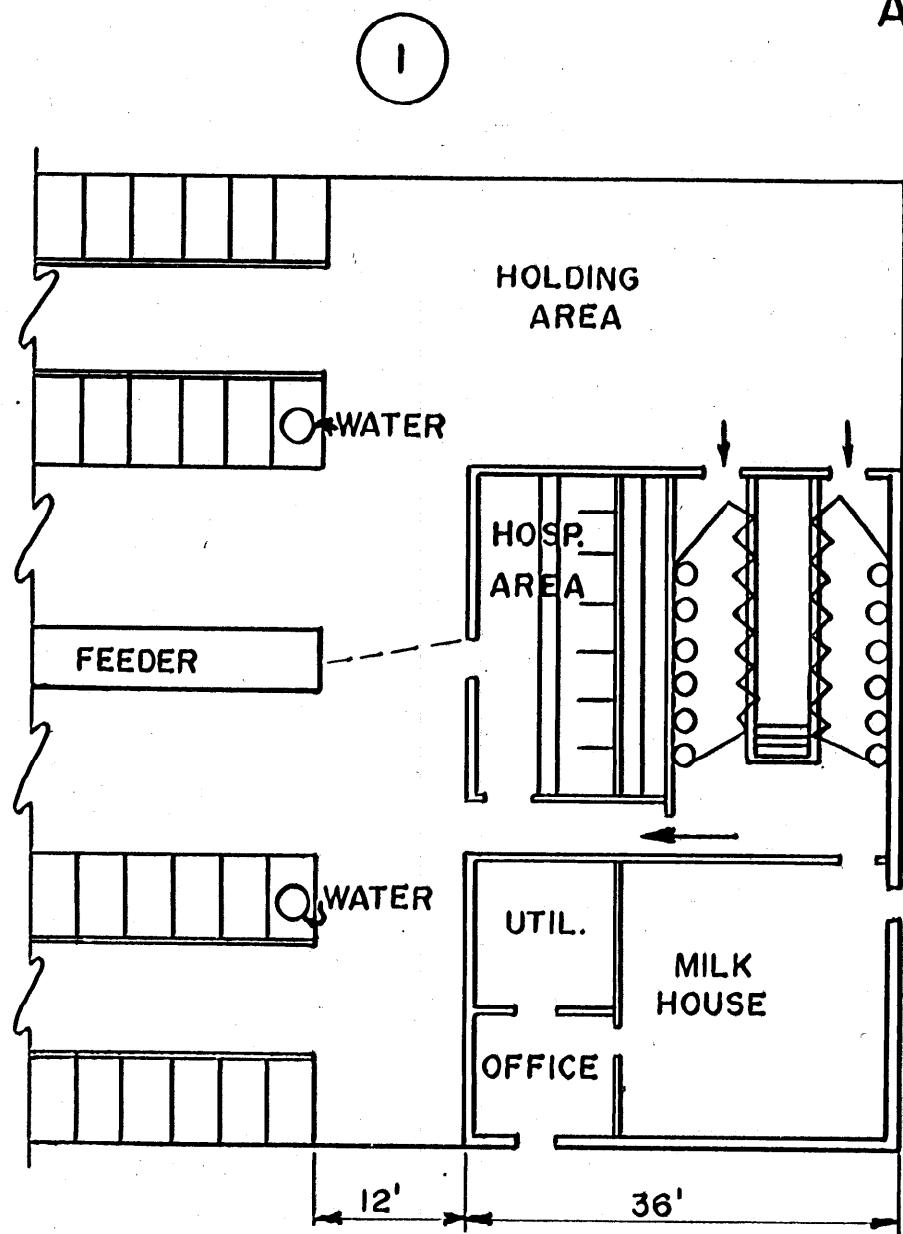 A
1
HOLDING
AREA
WATER
HOSP.
AREA
FEEDER
WATER
UTIL.
MILK
HOUSE
OFFICE
12'
36'